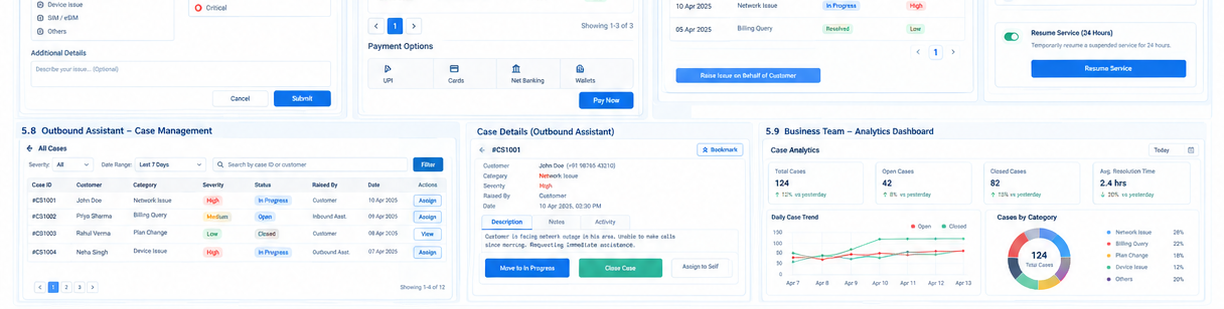 Device Issue
SIM / eSIM
Others
Critical
Additional Details
Describe your issue... (Optional)
Cancel
Submit
< 1 >
Showing 1-3 of 3
Payment Options
UPI
Cards
Net Banking
Wallets
Pay Now
10 Apr 2025 Network Issue In Progress High
05 Apr 2025 Billing Query Resolved Low
< 1 >
Raise Issue on Behalf of Customer
Resume Service (24 Hours)
Temporarily resume a suspended service for 24 hours.
Resume Service
5.8 Outbound Assistant – Case Management
← All Cases
Severity: All Date Range: Last 7 Days Search by case ID or customer Filter
Case ID Customer Category Severity Status Raised By Date Actions
#CS1001 John Doe Network Issue High In Progress Customer 10 Apr 2025 Assign
#CS1002 Priya Sharma Billing Query Medium Open Inbound Asst. 09 Apr 2025 Assign
#CS1003 Rahul Verma Plan Change Low Closed Customer 08 Apr 2025 View
#CS1004 Neha Singh Device Issue High In Progress Outbound Asst. 07 Apr 2025 Assign
< 1 2 3 >
Showing 1-4 of 12
Case Details (Outbound Assistant)
← #CS1001
Bookmark
Customer John Doe (+91 98765 43210)
Category Network Issue
Severity High
Raised By Customer
Date 10 Apr 2025, 03:30 PM
Description Notes Activity
Customer is facing network outage in his area. Unable to make calls
since morning. Requesting immediate assistance.
Move to In Progress
Close Case
Assign to Self
5.9 Business Team – Analytics Dashboard
Case Analytics
Today
Total Cases
124
↑ 12% vs yesterday
Open Cases
42
↑ 8% vs yesterday
Closed Cases
82
↑ 15% vs yesterday
Avg. Resolution Time
2.4 hrs
↓ 20% vs yesterday
Daily Case Trend
Open Closed
150
100
50
50
0
Apr 7 Apr 8 Apr 9 Apr 10 Apr 11 Apr 12 Apr 13
Cases by Category
124
Total Cases
Network Issue 28%
Billing Query 22%
Plan Change 18%
Device Issue 12%
Others 20%